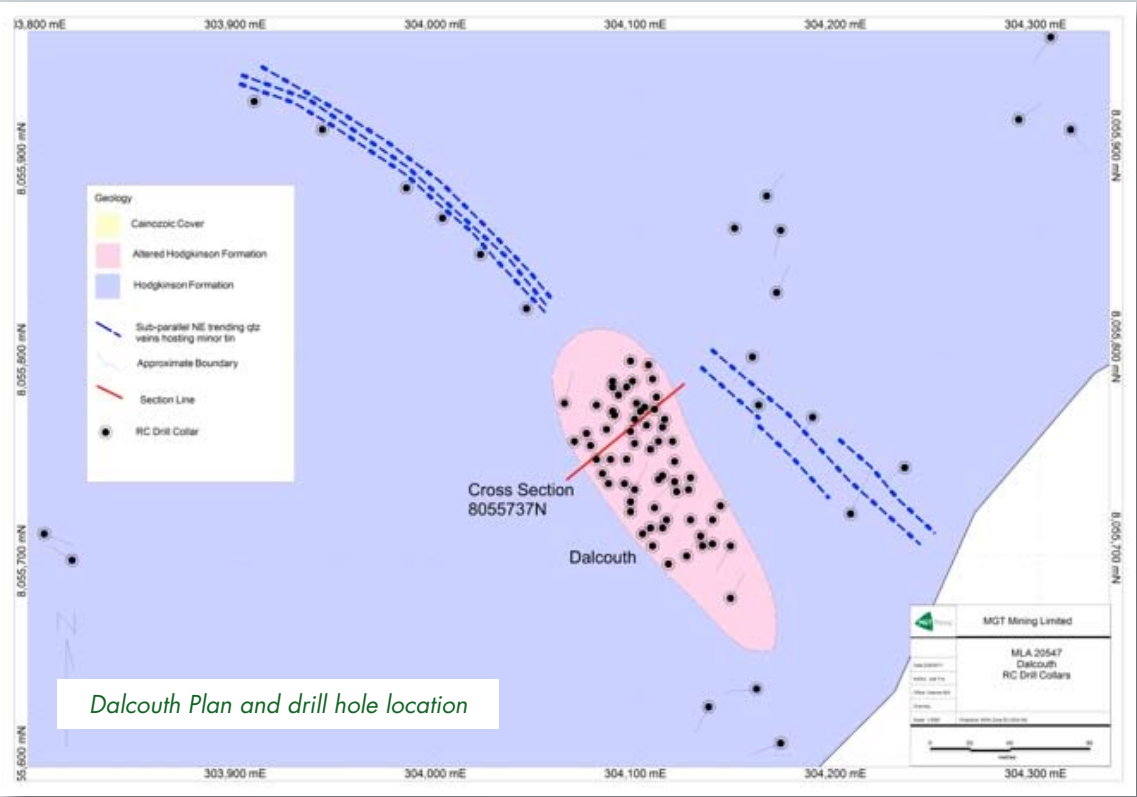 03,800 mE
303,900 mE
304,000 mE
304,100 mE
304,200 mE
304,300 mE
8,055,900 mN
8,055,900 mN
Geology
Cainozoic Cover
Altered Hodgkinson Formation
Hodgkinson Formation
Sub-parallel NE trending qtz
veins hosting minor tin
Approximate Boundary
Section Line
RC Drill Collar
8,055,800 mN
8,055,800 mN
Cross Section
8055737N
Dalcouth
8,055,700 mN
8,055,700 mN
N
MGT Mining
MGT Mining Limited
MLA 20547
Dalcouth
RC Drill Collars
metres
Dalcouth Plan and drill hole location
55,600 mN
303,900 mE
304,000 mE
304,100 mE
304,200 mE
304,300 mE